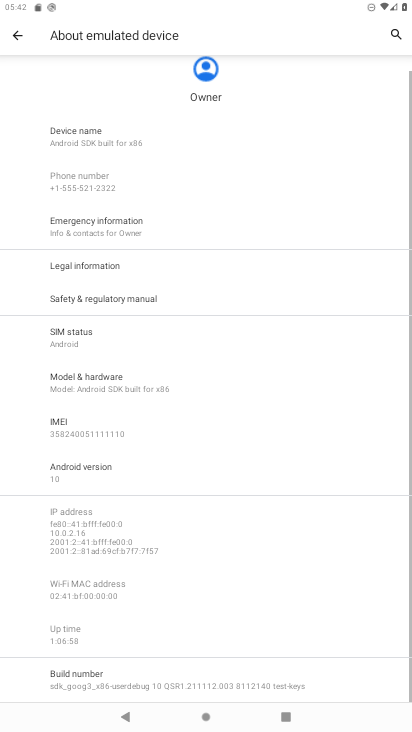 05:42
About emulated device
Owner
Device name
Android SDK built for x86
Phone number
+1-555-521-2322
Emergency information
Info & contacts for Owner
Legal information
Safety & regulatory manual
SIM status
Android
Model & hardware
Model: Android SDK built for x86
IMEI
358240051111110
Android version
10
IP address
fe80::41:bfff:fe00:0
10.0.2.16
2001:2::41:bfff:fe00:0
2001:2::81ad:69cf:b7f7:7f57
Wi-Fi MAC address
02:41:bf:00:00:00
Up time
1:06:58
Build number
sdk_goog3_x86-userdebug 10 QSR1.211112.003 8112140 test-keys